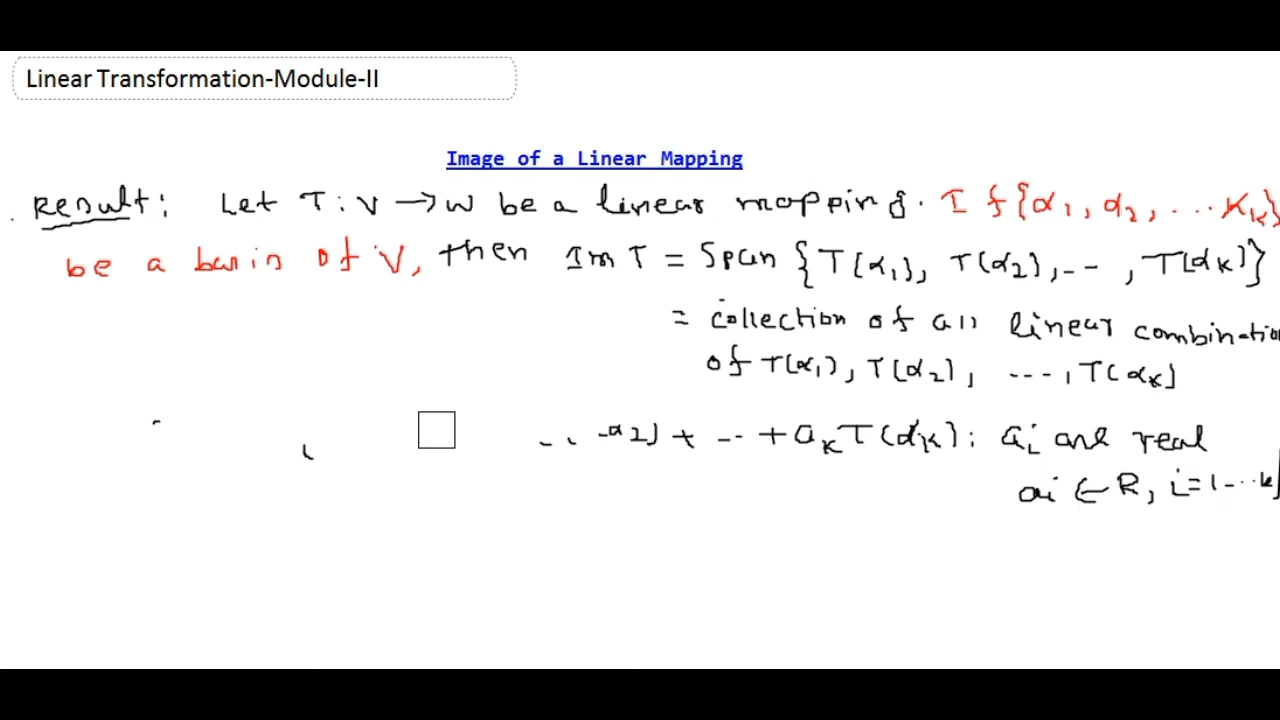 Linear Transformation-Module-II
Image of a Linear Mapping
Result: Let T: V → W be a linear mapping. If {α1, α2, ... αk}
be a basis of V, then Im T = Span {T(α1), T(α2), -- , T(αk)}
= collection of all linear combination
of T(α1), T(α2), ---, T(αk)
α2) + -- + akT(αk): ai are real
ai ∈ R, i=1-..k